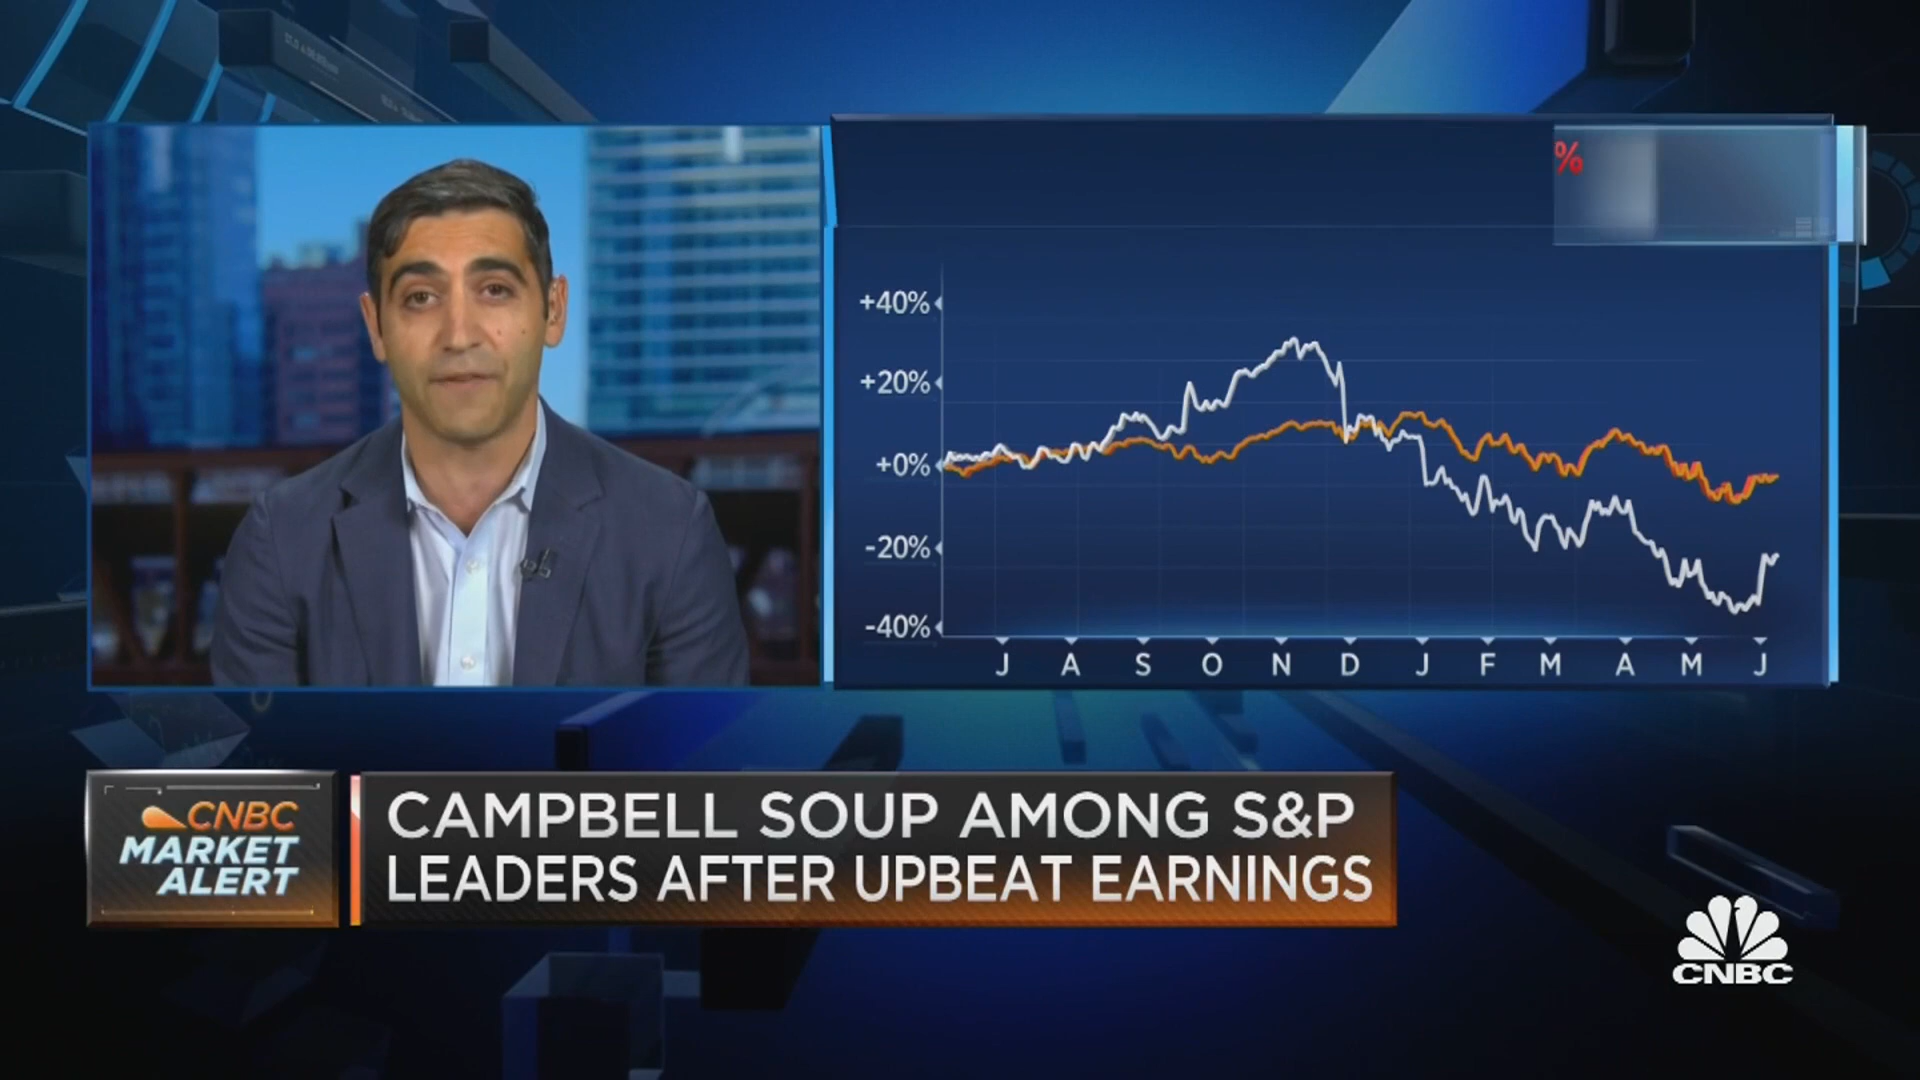 %
+40%
+20%
+0%
-20%
-40%
J A S O N D J F M A M J
CNBC
MARKET
ALERT
CAMPBELL SOUP AMONG S&P
LEADERS AFTER UPBEAT EARNINGS
CNBC